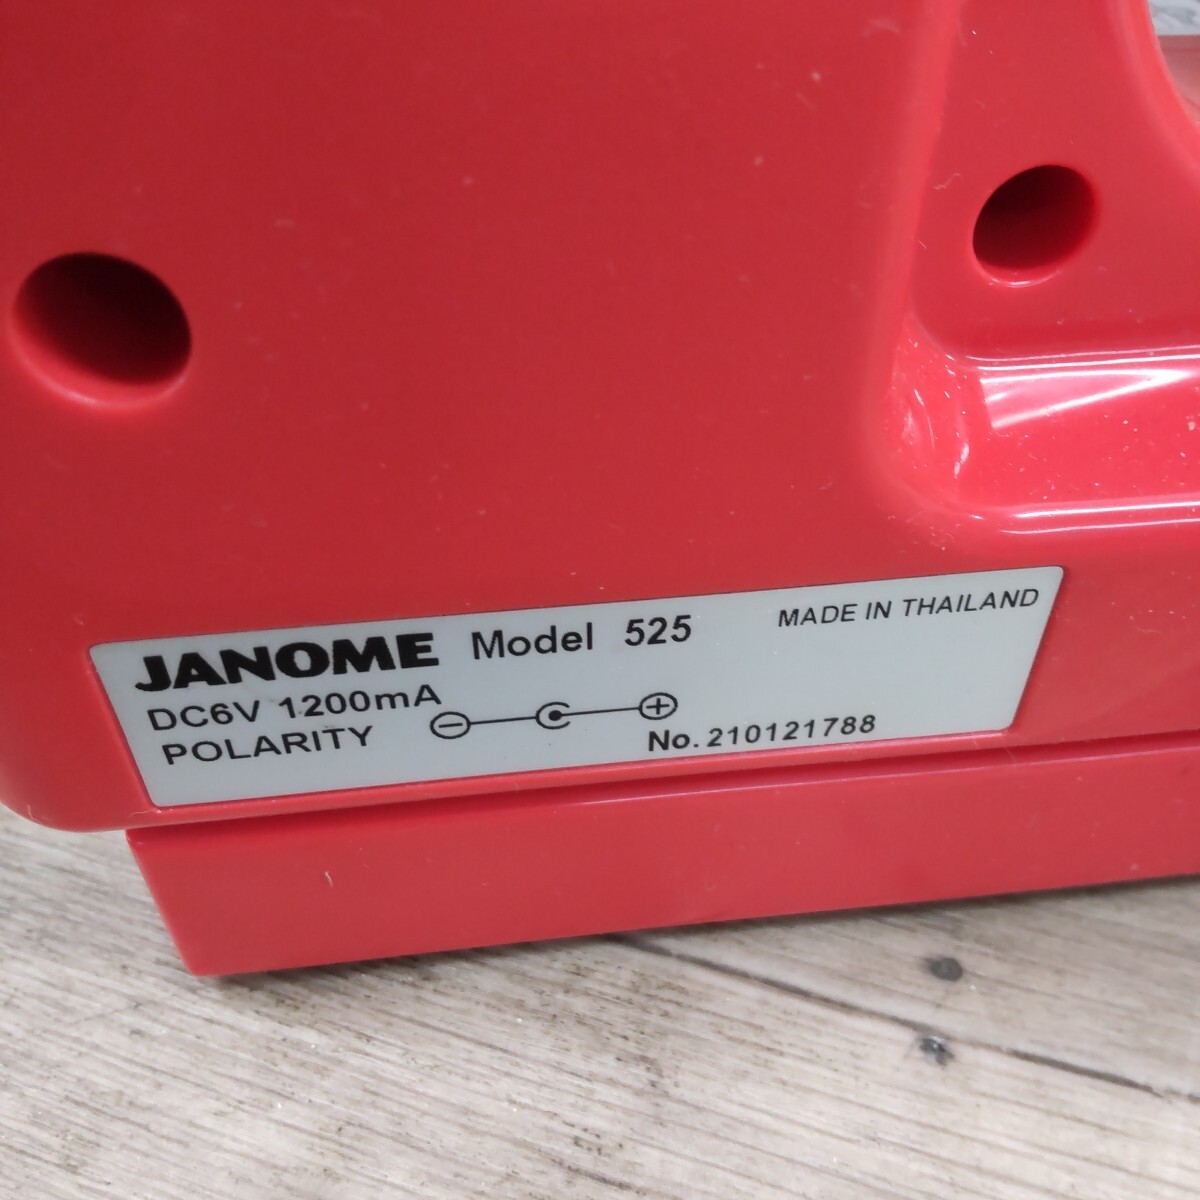 JANOME Model 525 MADE IN THAILAND
DC6V 1200mA
POLARITY − +
No. 210121788